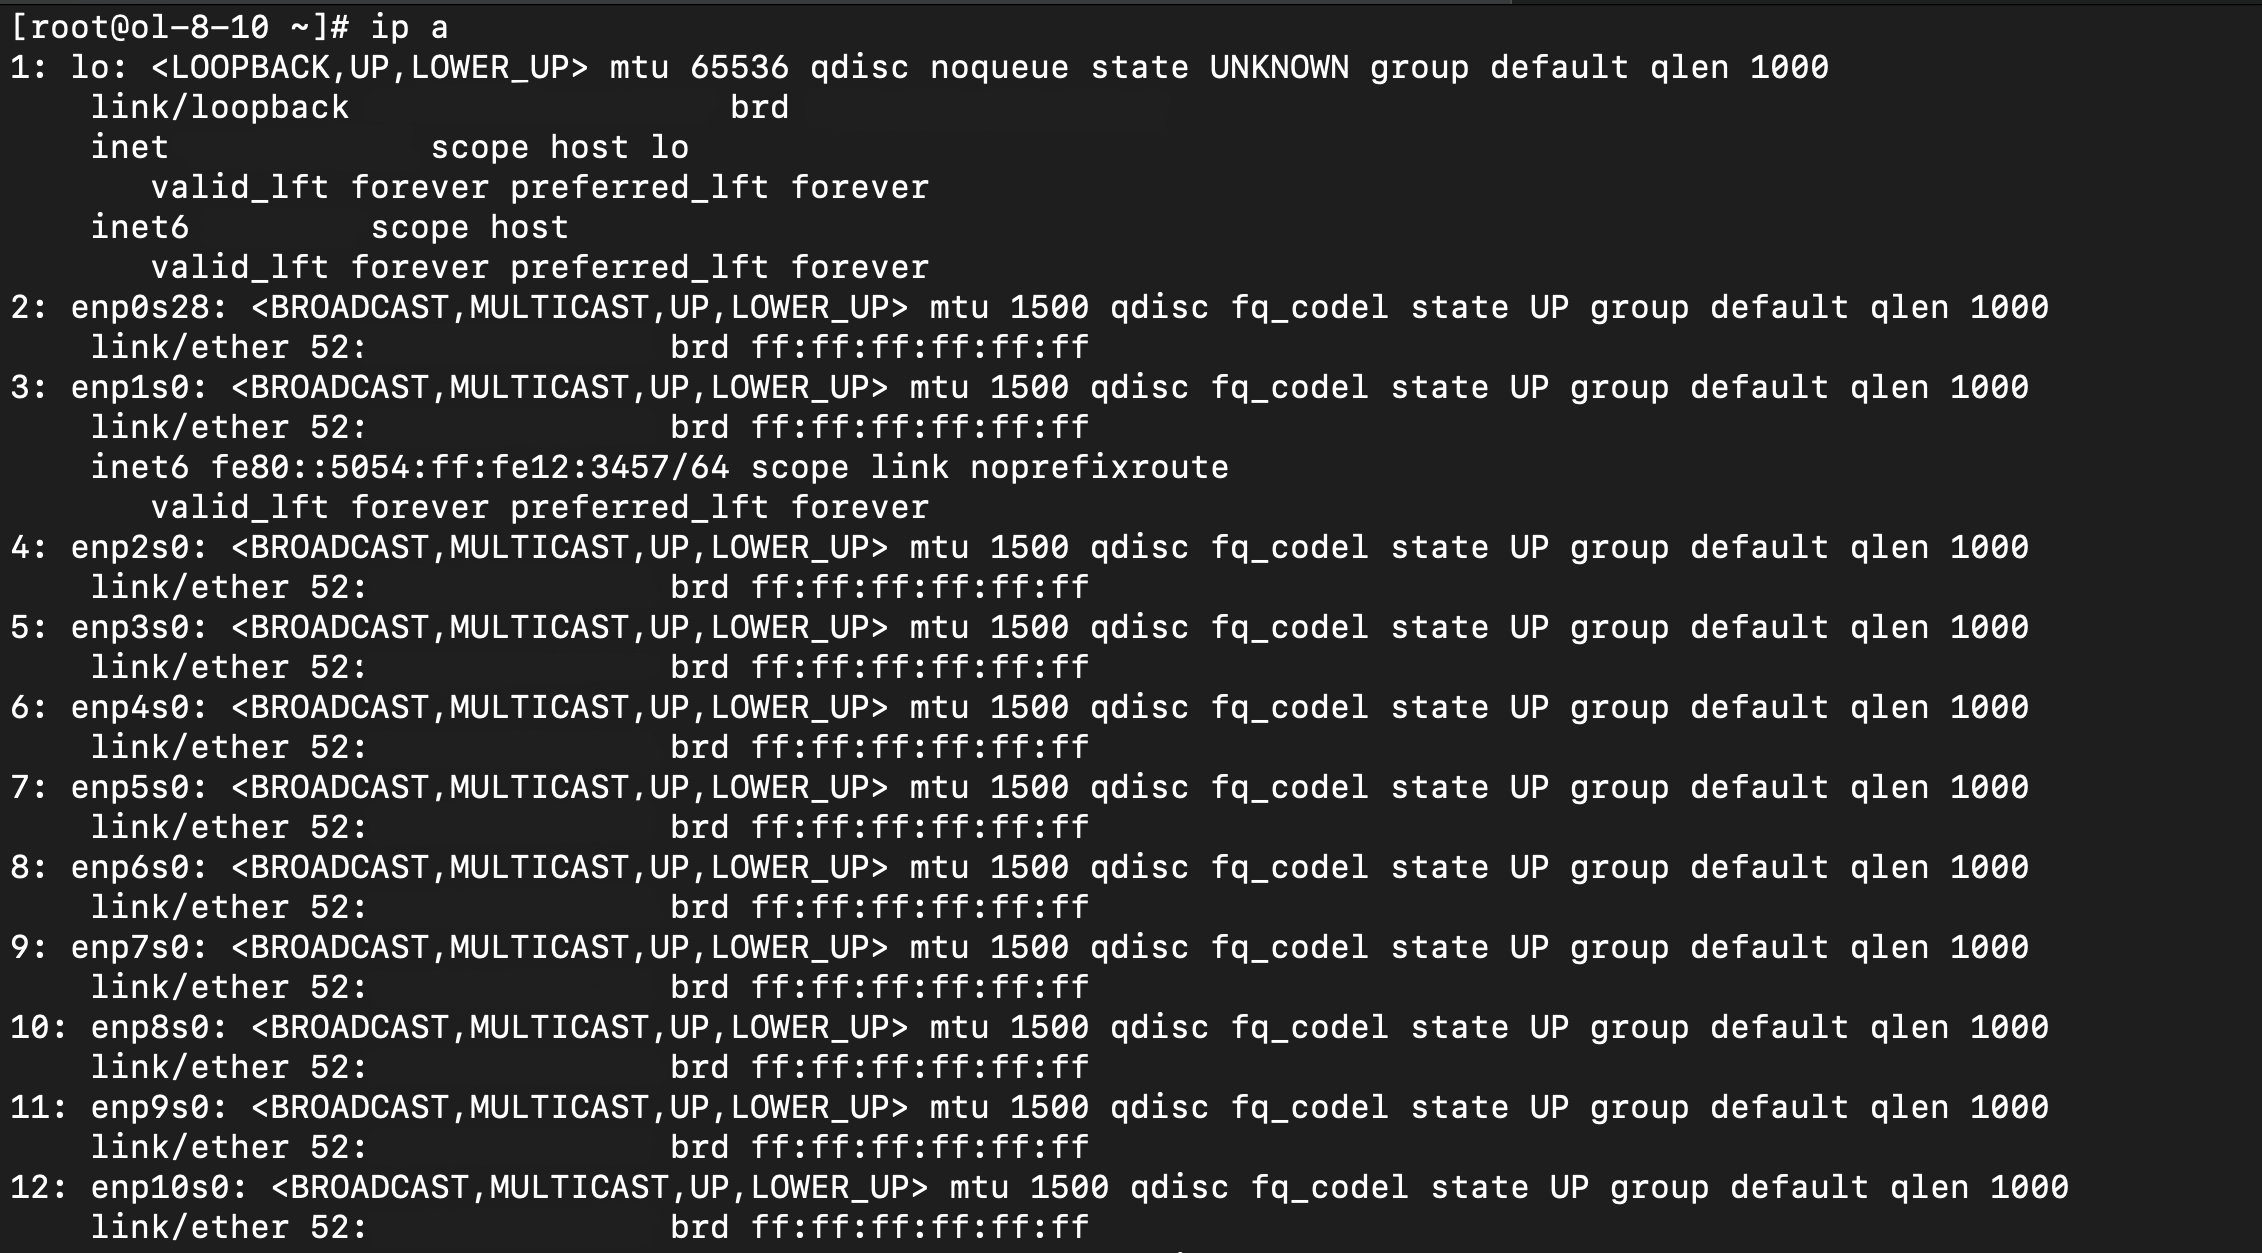 [root@ol-8-10 ~]# ip a
1: lo: <LOOPBACK,UP,LOWER_UP> mtu 65536 qdisc noqueue state UNKNOWN group default qlen 1000
    link/loopback                   brd
    inet             scope host lo
       valid_lft forever preferred_lft forever
    inet6         scope host
       valid_lft forever preferred_lft forever
2: enp0s28: <BROADCAST,MULTICAST,UP,LOWER_UP> mtu 1500 qdisc fq_codel state UP group default qlen 1000
    link/ether 52:               brd ff:ff:ff:ff:ff:ff
3: enp1s0: <BROADCAST,MULTICAST,UP,LOWER_UP> mtu 1500 qdisc fq_codel state UP group default qlen 1000
    link/ether 52:               brd ff:ff:ff:ff:ff:ff
    inet6 fe80::5054:ff:fe12:3457/64 scope link noprefixroute
       valid_lft forever preferred_lft forever
4: enp2s0: <BROADCAST,MULTICAST,UP,LOWER_UP> mtu 1500 qdisc fq_codel state UP group default qlen 1000
    link/ether 52:               brd ff:ff:ff:ff:ff:ff
5: enp3s0: <BROADCAST,MULTICAST,UP,LOWER_UP> mtu 1500 qdisc fq_codel state UP group default qlen 1000
    link/ether 52:               brd ff:ff:ff:ff:ff:ff
6: enp4s0: <BROADCAST,MULTICAST,UP,LOWER_UP> mtu 1500 qdisc fq_codel state UP group default qlen 1000
    link/ether 52:               brd ff:ff:ff:ff:ff:ff
7: enp5s0: <BROADCAST,MULTICAST,UP,LOWER_UP> mtu 1500 qdisc fq_codel state UP group default qlen 1000
    link/ether 52:               brd ff:ff:ff:ff:ff:ff
8: enp6s0: <BROADCAST,MULTICAST,UP,LOWER_UP> mtu 1500 qdisc fq_codel state UP group default qlen 1000
    link/ether 52:               brd ff:ff:ff:ff:ff:ff
9: enp7s0: <BROADCAST,MULTICAST,UP,LOWER_UP> mtu 1500 qdisc fq_codel state UP group default qlen 1000
    link/ether 52:               brd ff:ff:ff:ff:ff:ff
10: enp8s0: <BROADCAST,MULTICAST,UP,LOWER_UP> mtu 1500 qdisc fq_codel state UP group default qlen 1000
    link/ether 52:               brd ff:ff:ff:ff:ff:ff
11: enp9s0: <BROADCAST,MULTICAST,UP,LOWER_UP> mtu 1500 qdisc fq_codel state UP group default qlen 1000
    link/ether 52:               brd ff:ff:ff:ff:ff:ff
12: enp10s0: <BROADCAST,MULTICAST,UP,LOWER_UP> mtu 1500 qdisc fq_codel state UP group default qlen 1000
    link/ether 52:               brd ff:ff:ff:ff:ff:ff